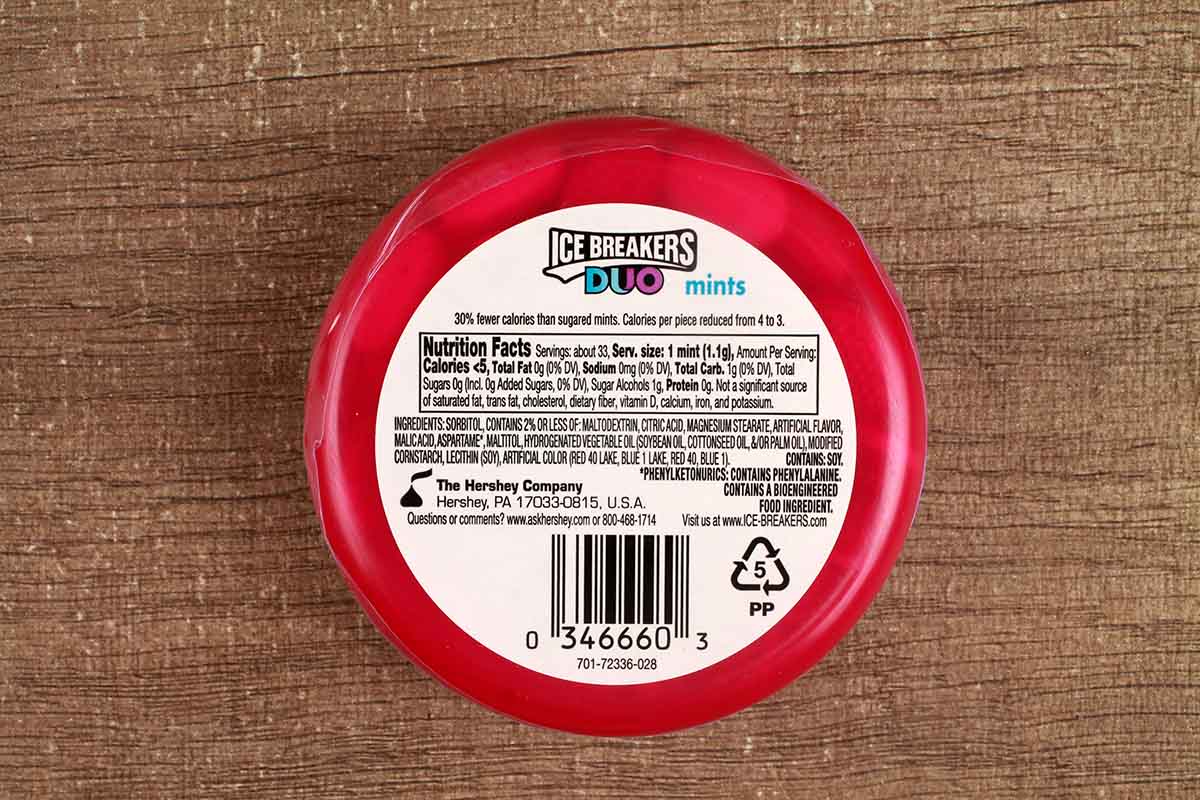 ICE BREAKERS
DUO mints
30% fewer calories than sugared mints. Calories per piece reduced from 4 to 3.
Nutrition Facts Servings: about 33, Serv. size: 1 mint (1.1g), Amount Per Serving:
Calories <5, Total Fat 0g (0% DV), Sodium 0mg (0% DV), Total Carb. 1g (0% DV), Total
Sugars 0g (Incl. 0g Added Sugars, 0% DV), Sugar Alcohols 1g, Protein 0g. Not a significant source
of saturated fat, trans fat, cholesterol, dietary fiber, vitamin D, calcium, iron, and potassium.
INGREDIENTS: SORBITOL, CONTAINS 2% OR LESS OF: MALTODEXTRIN, CITRIC ACID, MAGNESIUM STEARATE, ARTIFICIAL FLAVOR,
MALIC ACID, ASPARTAME*, MALTITOL, HYDROGENATED VEGETABLE OIL (SOYBEAN OIL, COTTONSEED OIL, &/OR PALM OIL), MODIFIED
CORNSTARCH, LECITHIN (SOY), ARTIFICIAL COLOR (RED 40 LAKE, BLUE 1 LAKE, RED 40, BLUE 1). CONTAINS: SOY.
*PHENYLKETONURICS: CONTAINS PHENYLALANINE.
CONTAINS A BIOENGINEERED
FOOD INGREDIENT.
The Hershey Company
Hershey, PA 17033-0815, U.S.A.
Questions or comments? www.askhershey.com or 800-468-1714 Visit us at www.ICE-BREAKERS.com
5
PP
0 346660 3
701-72336-028